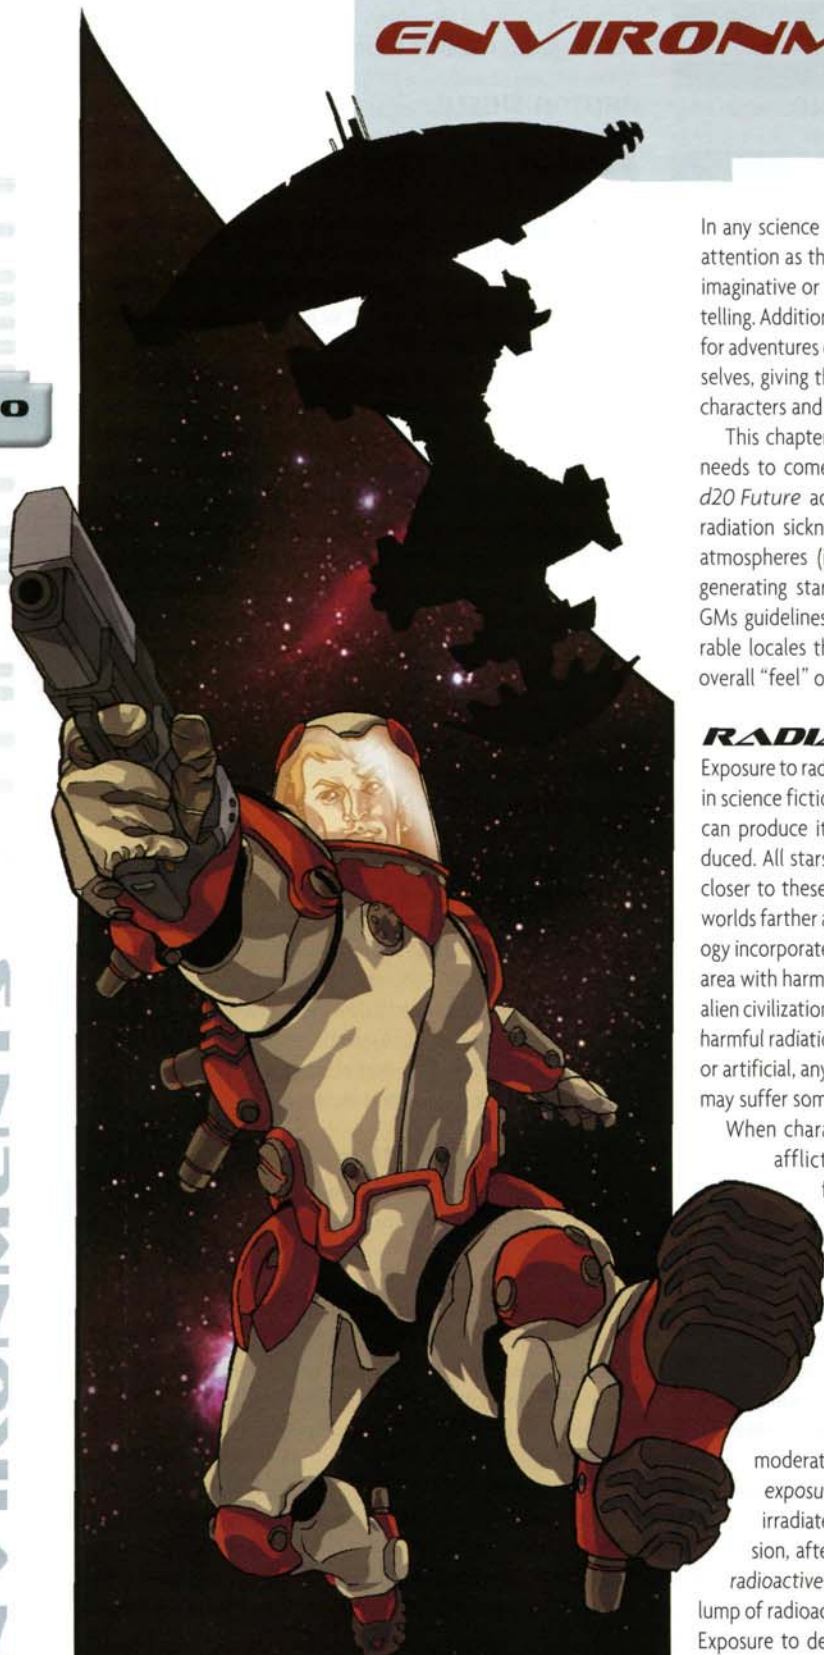 ENVIRONM
In any science
attention as th
imaginative or
telling. Addition
for adventures
selves, giving th
characters and
This chapter
needs to come
d20 Future ac
radiation sickn
atmospheres (
generating star
GMs guidelines
rable locales th
overall "feel" o
RADIA
Exposure to rad
in science fictio
can produce it
duced. All stars
closer to these
worlds farther a
ogy incorporate
area with harm
alien civilization
harmful radiatio
or artificial, any
may suffer som
When chara
afflict
moderat
exposu
irradiate
sion, afte
radioactive
lump of radioac
Exposure to de
0
VIRONMENTS